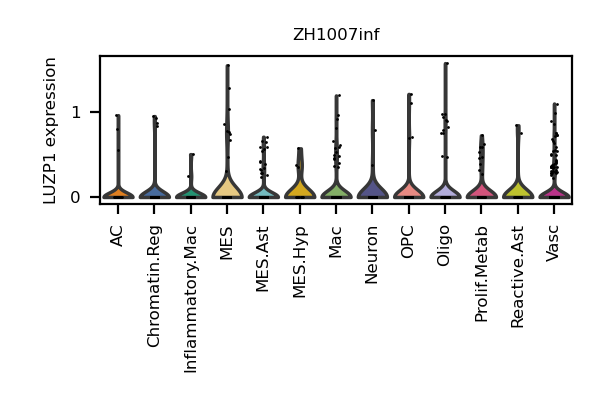 ZH1007inf
LUZP1 expression
1
0
AC
Chromatin.Reg
Inflammatory.Mac
MES
MES.Ast
MES.Hyp
Mac
Neuron
OPC
Oligo
Prolif.Metab
Reactive.Ast
Vasc